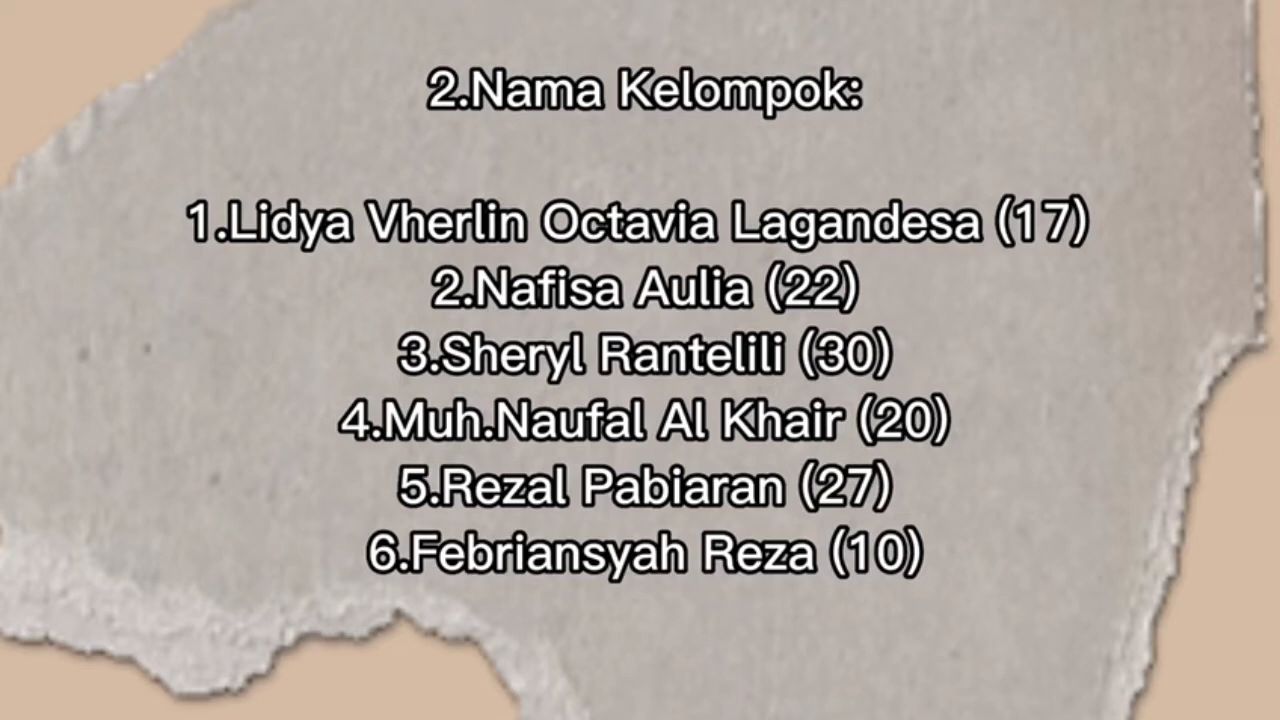 2.Nama Kelompok:
1.Lidya Vherlin Octavia Lagandesa (17)
2.Nafisa Aulia (22)
3.Sheryl Rantelili (30)
4.Muh.Naufal Al Khair (20)
5.Rezal Pabiaran (27)
6.Febriansyah Reza (10)